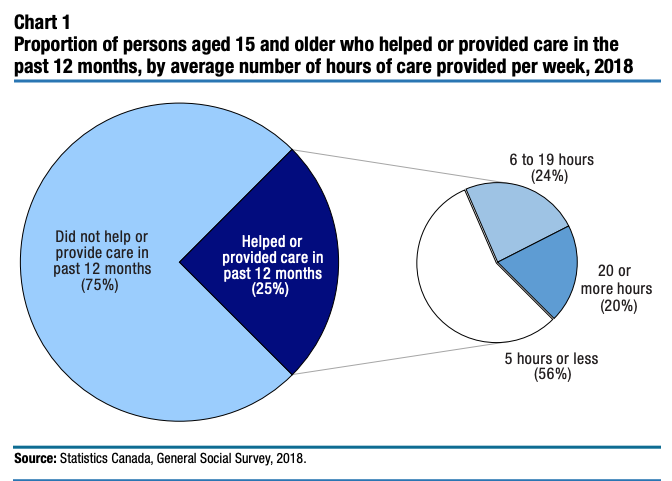 Chart 1
Proportion of persons aged 15 and older who helped or provided care in the
past 12 months, by average number of hours of care provided per week, 2018
Did not help or
provide care in
past 12 months
(75%)
Helped or
provided care in
past 12 months
(25%)
6 to 19 hours
(24%)
20 or
more hours
(20%)
5 hours or less
(56%)
Source: Statistics Canada, General Social Survey, 2018.